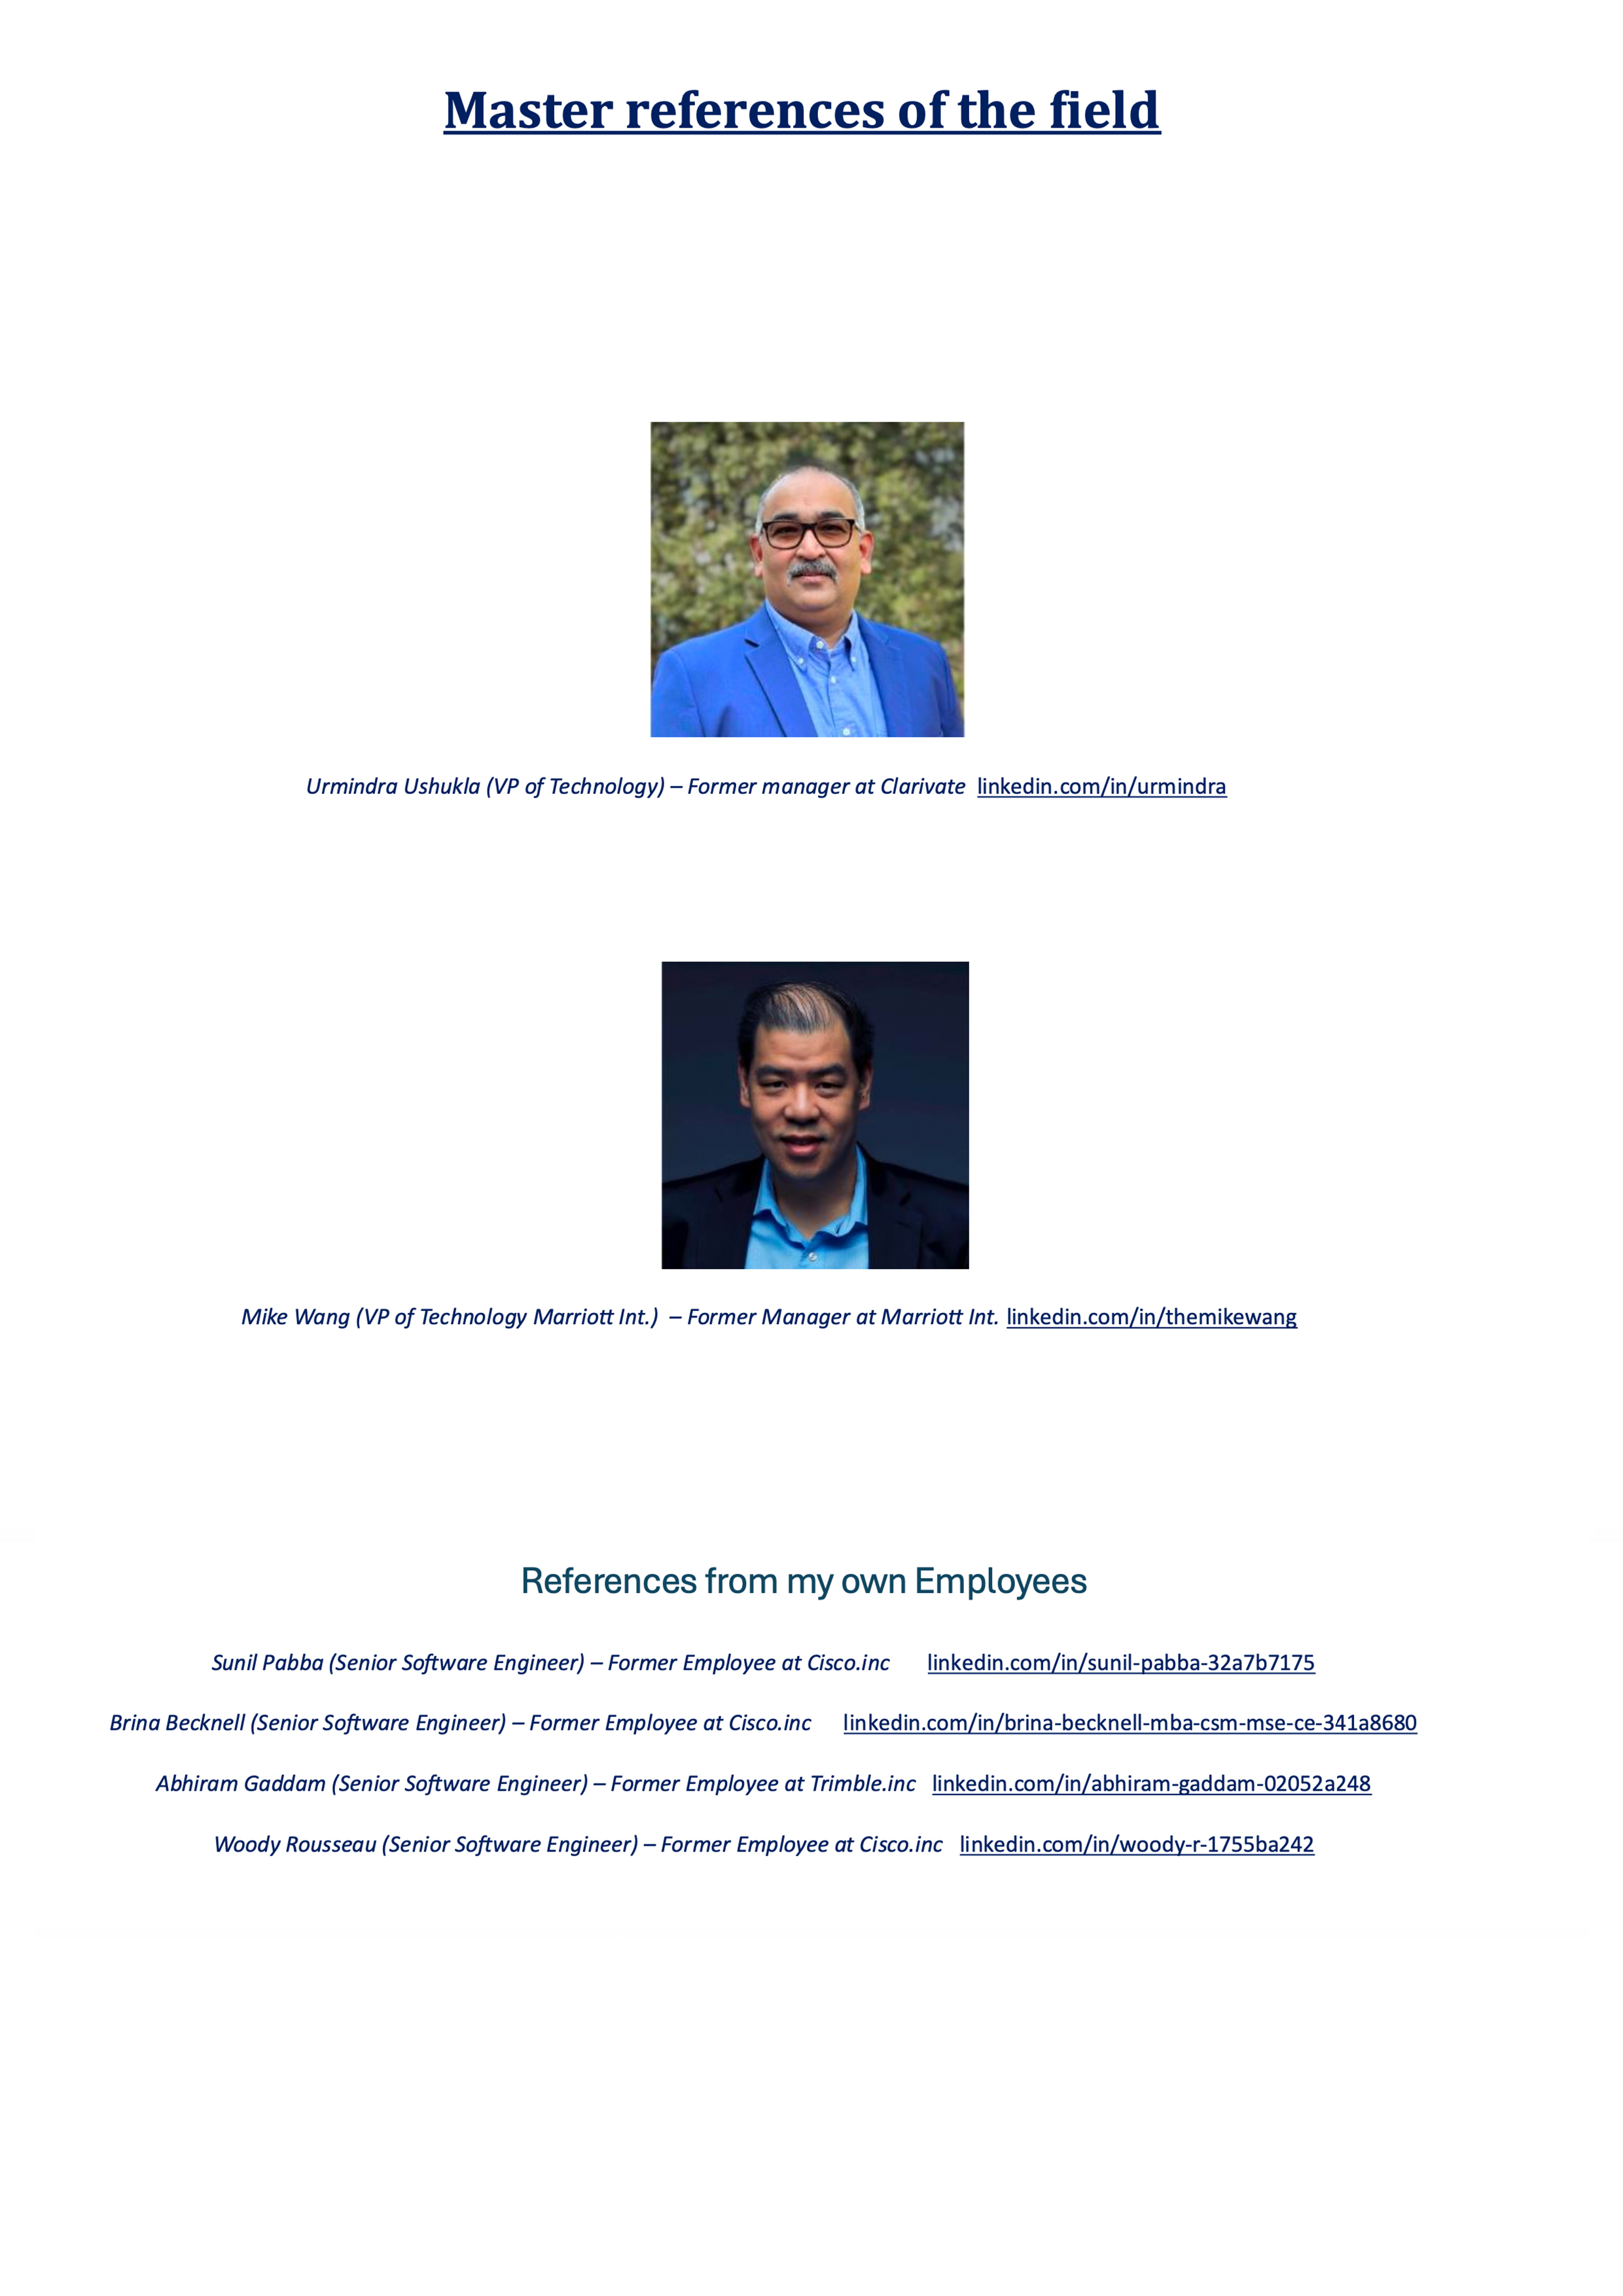 Master references of the field
Urmindra Ushukla (VP of Technology) – Former manager at Clarivate linkedin.com/in/urmindra
Mike Wang (VP of Technology Marriott Int.) – Former Manager at Marriott Int. linkedin.com/in/themikewang
References from my own Employees
Sunil Pabba (Senior Software Engineer) – Former Employee at Cisco.inc linkedin.com/in/sunil-pabba-32a7b7175
Brina Becknell (Senior Software Engineer) – Former Employee at Cisco.inc linkedin.com/in/brina-becknell-mba-csm-mse-ce-341a8680
Abhiram Gaddam (Senior Software Engineer) – Former Employee at Trimble.inc linkedin.com/in/abhiram-gaddam-02052a248
Woody Rousseau (Senior Software Engineer) – Former Employee at Cisco.inc linkedin.com/in/woody-r-1755ba242